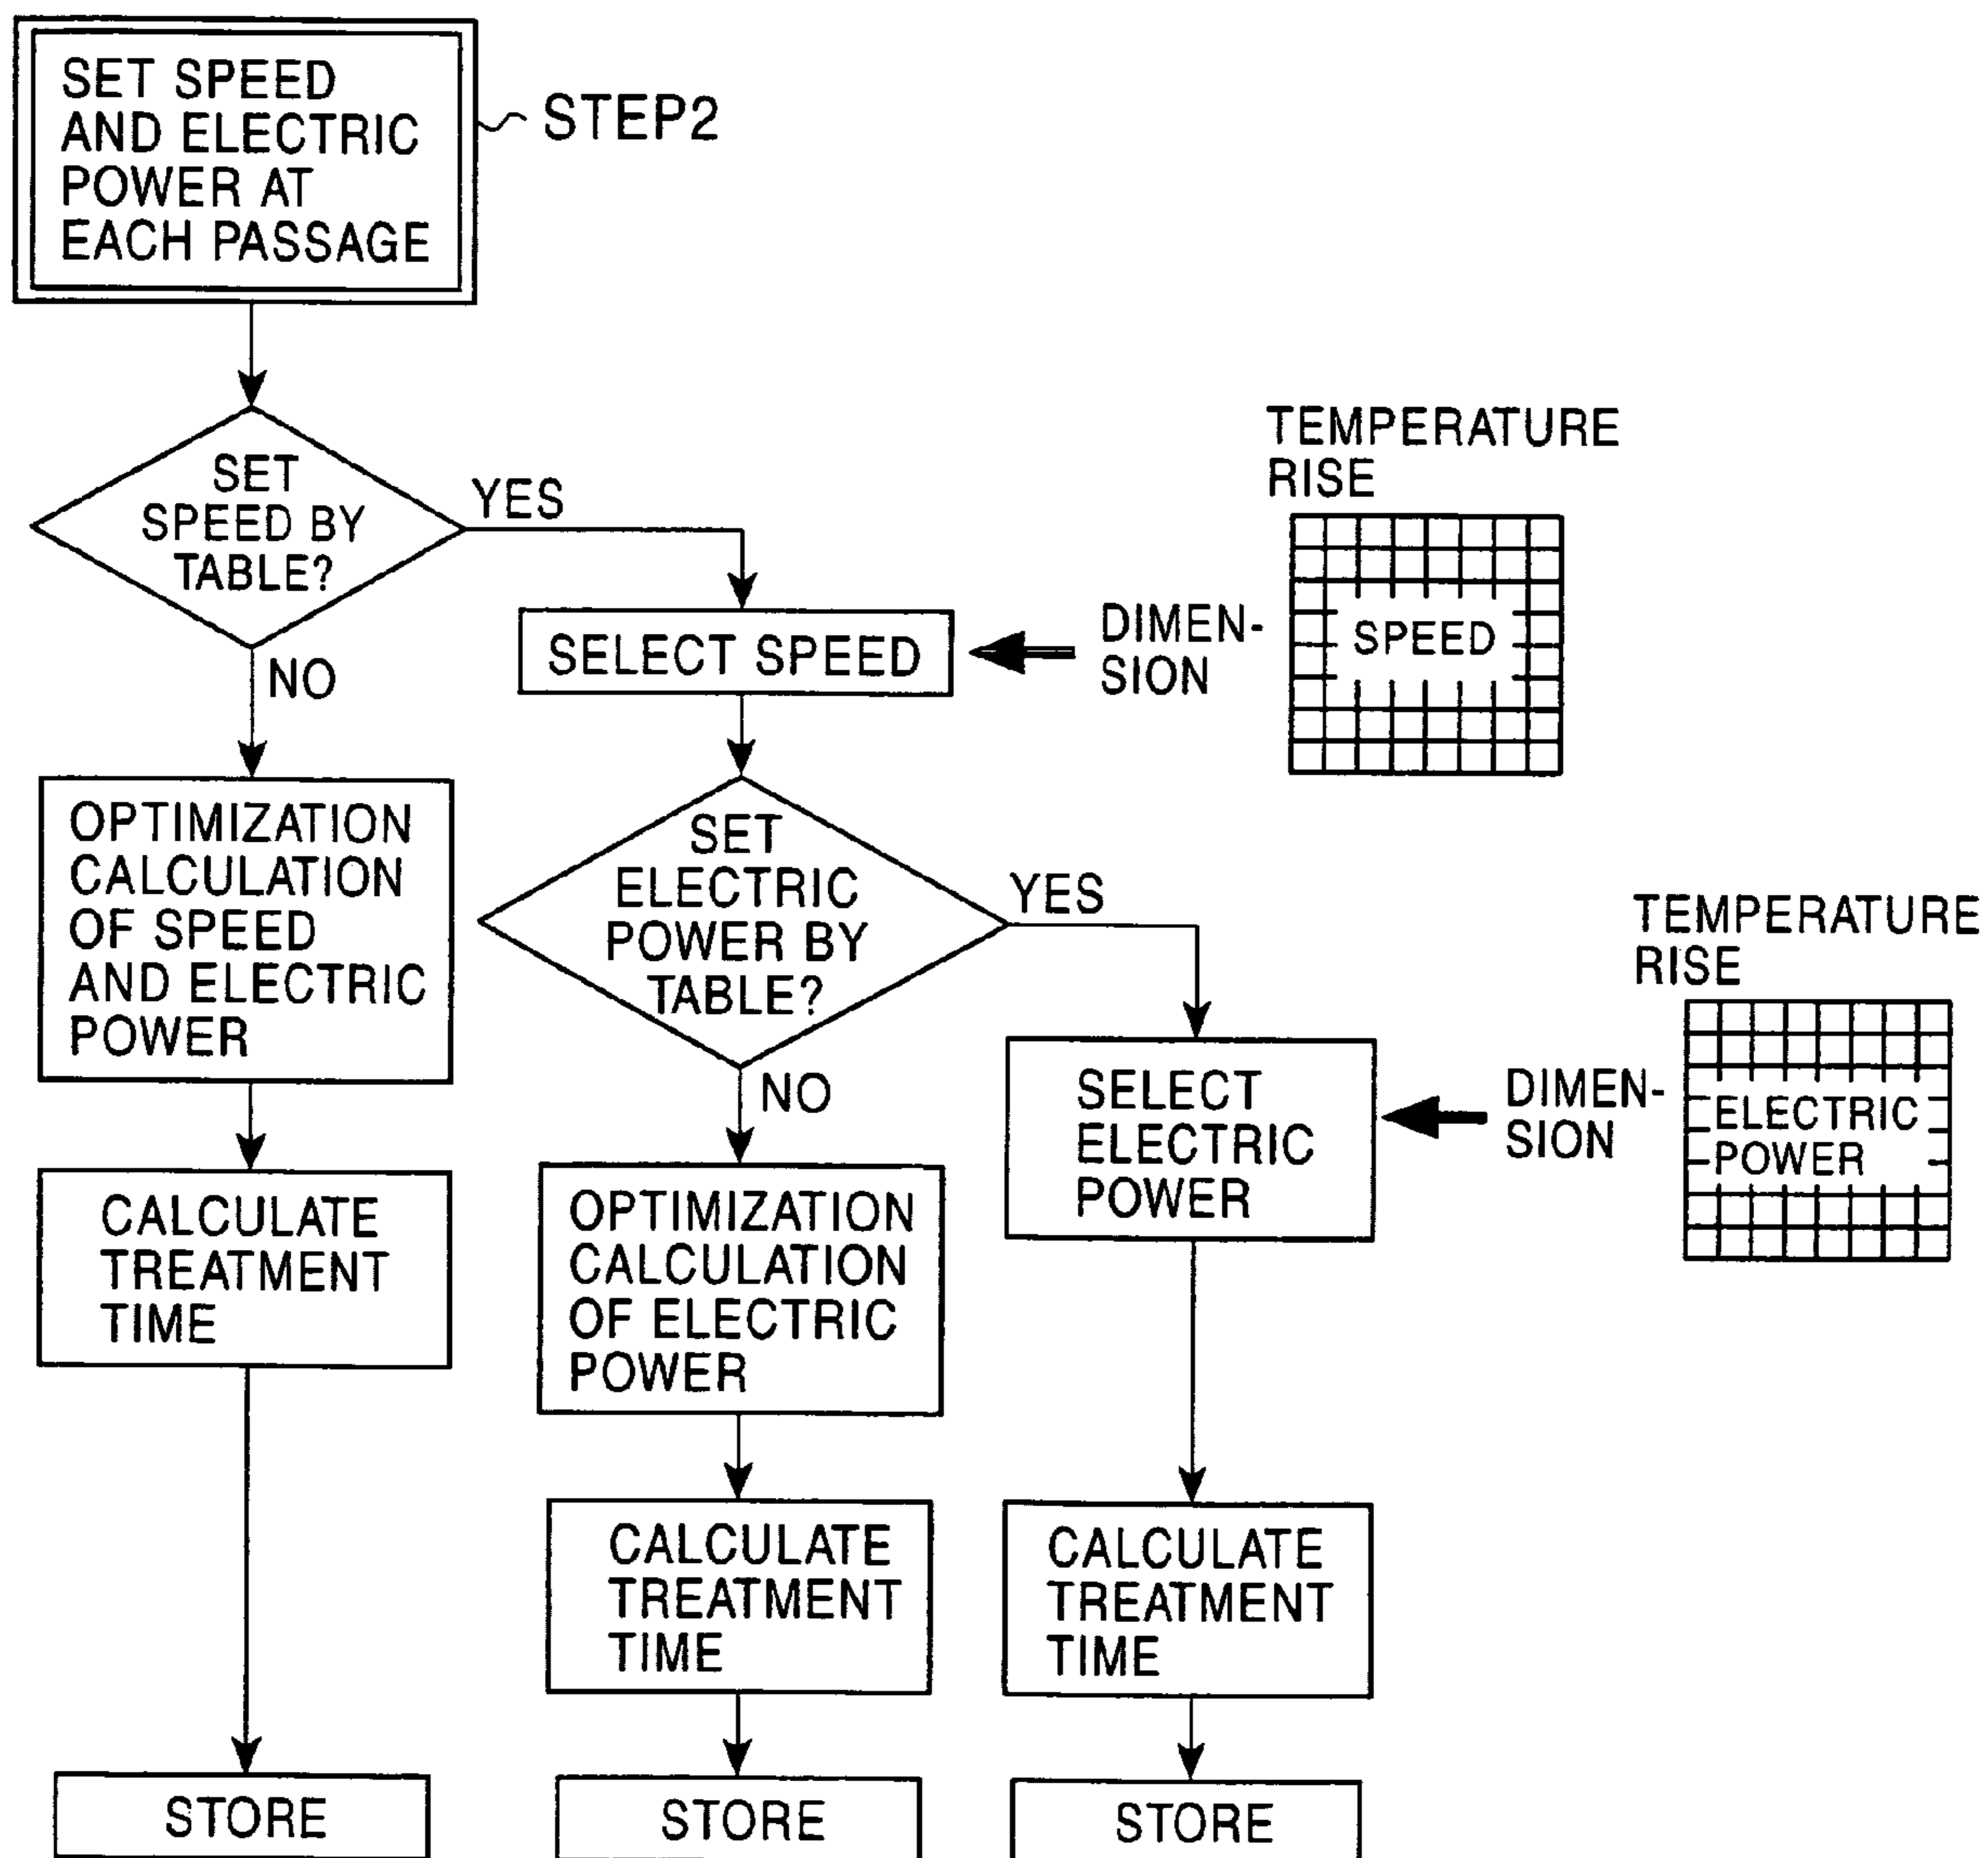 SET SPEED
AND ELECTRIC
POWER AT
EACH PASSAGE
STEP2
SET
SPEED BY
TABLE?
YES
NO
SELECT SPEED
DIMEN-
SION
TEMPERATURE
RISE
SPEED
OPTIMIZATION
CALCULATION
OF SPEED
AND ELECTRIC
POWER
SET
ELECTRIC
POWER BY
TABLE?
YES
NO
SELECT
ELECTRIC
POWER
DIMEN-
SION
TEMPERATURE
RISE
ELECTRIC
POWER
CALCULATE
TREATMENT
TIME
OPTIMIZATION
CALCULATION
OF ELECTRIC
POWER
CALCULATE
TREATMENT
TIME
CALCULATE
TREATMENT
TIME
STORE
STORE
STORE